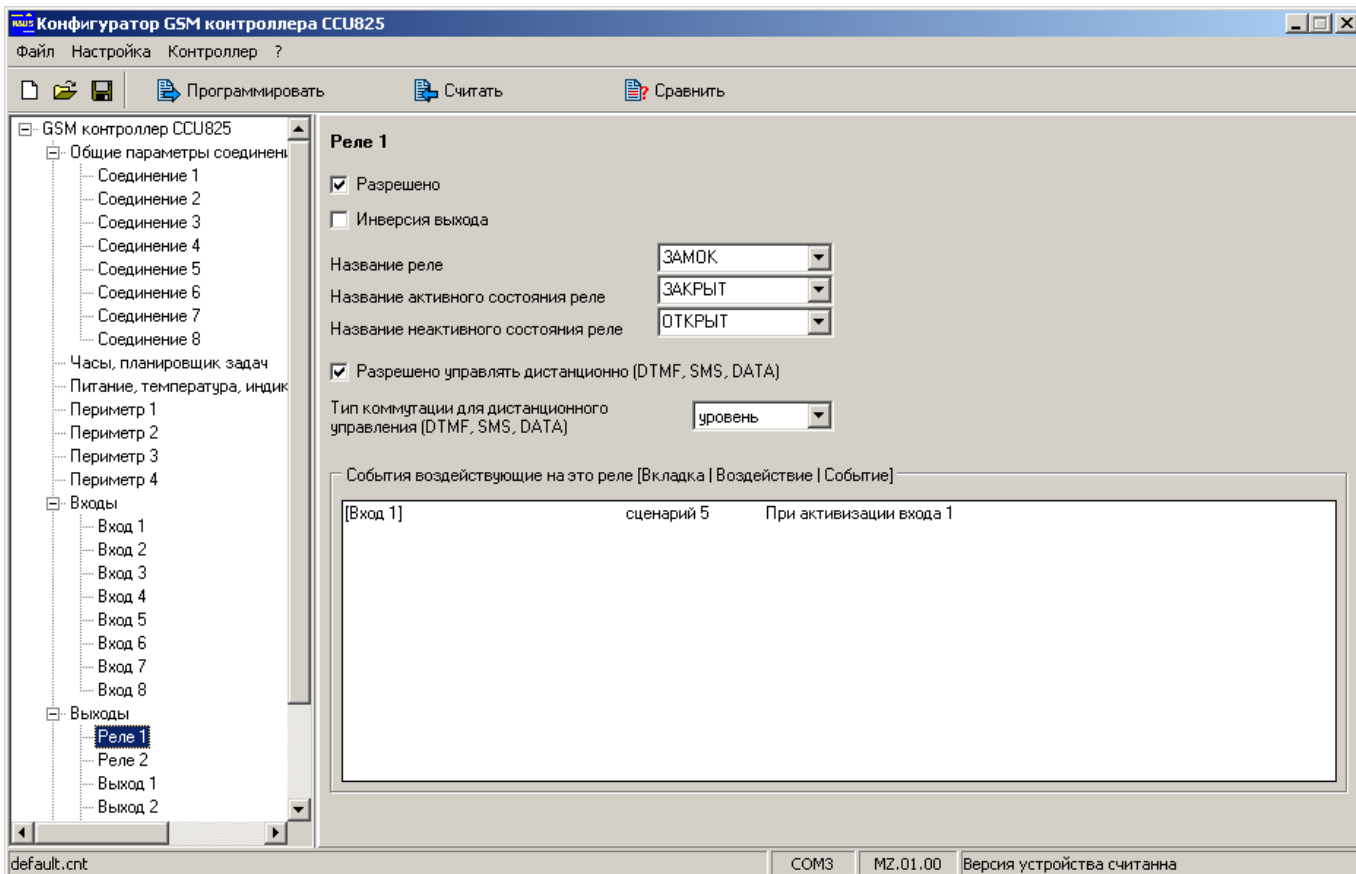 Конфигуратор GSM контроллера CCU825
Файл Настройка Контроллер ?
Программировать Считать Сравнить
GSM контроллер CCU825
Общие параметры соединени
Соединение 1
Соединение 2
Соединение 3
Соединение 4
Соединение 5
Соединение 6
Соединение 7
Соединение 8
Часы, планировщик задач
Питание, температура, индик
Периметр 1
Периметр 2
Периметр 3
Периметр 4
Входы
Вход 1
Вход 2
Вход 3
Вход 4
Вход 5
Вход 6
Вход 7
Вход 8
Выходы
Реле 1
Реле 2
Выход 1
Выход 2
Реле 1
Разрешено
Инверсия выхода
Название реле ЗАМОК
Название активного состояния реле ЗАКРЫТ
Название неактивного состояния реле ОТКРЫТ
Разрешено управлять дистанционно (DTMF, SMS, DATA)
Тип коммутации для дистанционного
управления (DTMF, SMS, DATA) уровень
События воздействующие на это реле [Вкладка | Воздействие | Событие]
[Вход 1] сценарий 5 При активизации входа 1
default.cnt COM3 MZ.01.00 Версия устройства считанна